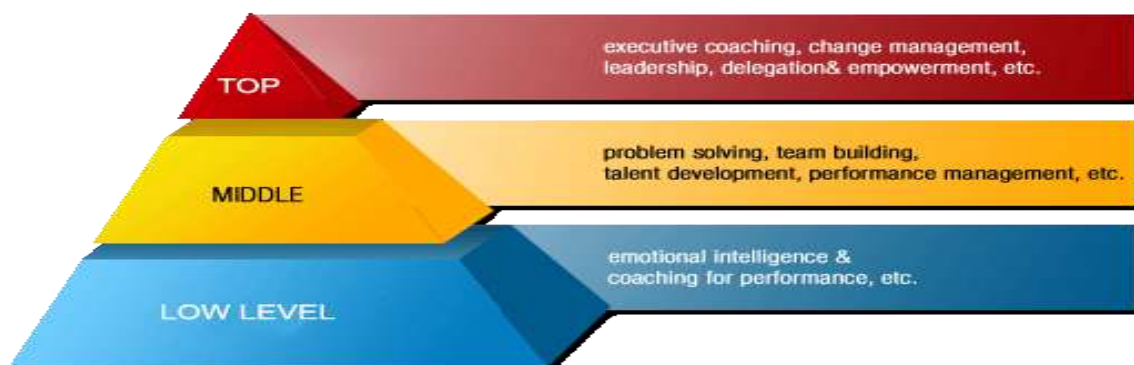 TOP
executive coaching, change management,
leadership, delegation& empowerment, etc.
MIDDLE
problem solving, team building,
talent development, performance management, etc.
LOW LEVEL
emotional intelligence &
coaching for performance, etc.